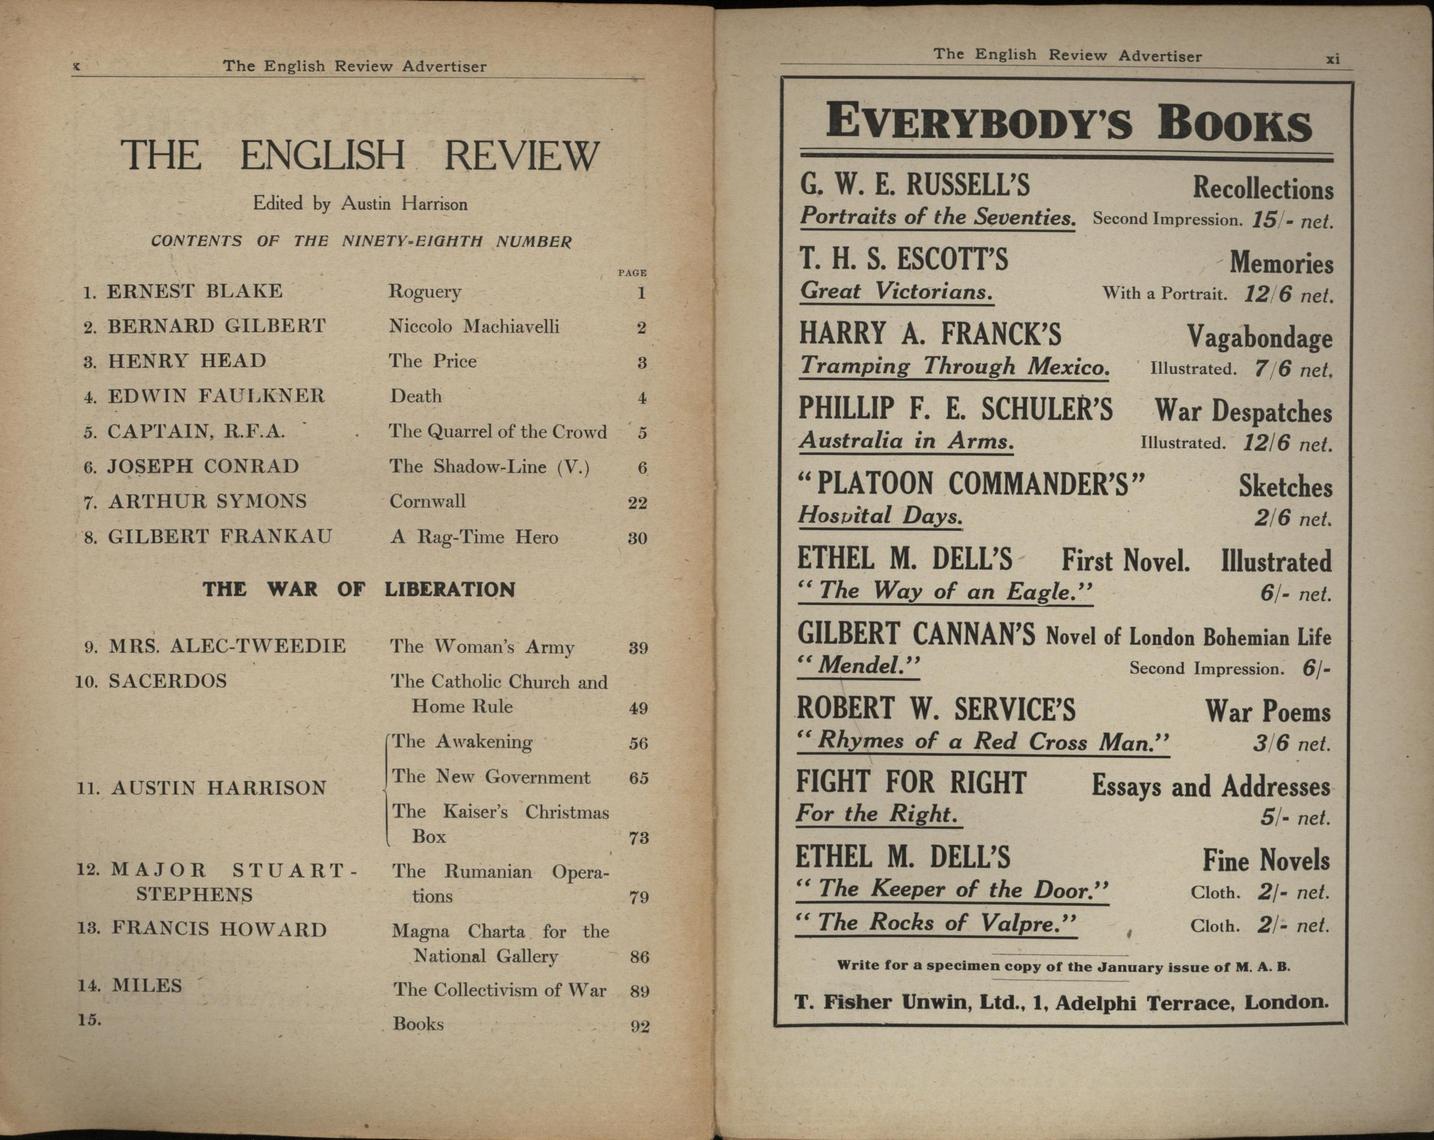 x The English Review Advertiser
THE ENGLISH REVIEW
Edited by Austin Harrison
CONTENTS OF THE NINETY-EIGHTH NUMBER
PAGE
1. ERNEST BLAKE Roguery 1
2. BERNARD GILBERT Niccolo Machiavelli 2
3. HENRY HEAD The Price 3
4. EDWIN FAULKNER Death 4
5. CAPTAIN, R.F.A. The Quarrel of the Crowd 5
6. JOSEPH CONRAD The Shadow-Line (V.) 6
7. ARTHUR SYMONS Cornwall 22
8. GILBERT FRANKAU A Rag-Time Hero 30
THE WAR OF LIBERATION
9. MRS. ALEC-TWEEDIE The Woman's Army 39
10. SACERDOS The Catholic Church and
Home Rule 49
The Awakening 56
The New Government 65
11. AUSTIN HARRISON
The Kaiser's Christmas
Box 73
12. MAJOR STUART- The Rumanian Opera-
STEPHENS tions 79
13. FRANCIS HOWARD Magna Charta for the
National Gallery 86
14. MILES The Collectivism of War 89
15. Books 92
The English Review Advertiser xi
EVERYBODY'S BOOKS
G. W. E. RUSSELL'S Recollections
Portraits of the Seventies. Second Impression. 15/- net.
T. H. S. ESCOTT'S Memories
Great Victorians. With a Portrait. 12/6 net.
HARRY A. FRANCK'S Vagabondage
Tramping Through Mexico. Illustrated. 7/6 net.
PHILLIP F. E. SCHULER'S War Despatches
Australia in Arms. Illustrated. 12/6 net.
"PLATOON COMMANDER'S" Sketches
Hospital Days. 2/6 net.
ETHEL M. DELL'S First Novel. Illustrated
"The Way of an Eagle." 6/- net.
GILBERT CANNAN'S Novel of London Bohemian Life
"Mendel." Second Impression. 6/-
ROBERT W. SERVICE'S War Poems
"Rhymes of a Red Cross Man." 3/6 net.
FIGHT FOR RIGHT Essays and Addresses
For the Right. 5/- net.
ETHEL M. DELL'S Fine Novels
"The Keeper of the Door." Cloth. 2/- net.
"The Rocks of Valpre." Cloth. 2/- net.
Write for a specimen copy of the January issue of M. A. B.
T. Fisher Unwin, Ltd., 1, Adelphi Terrace, London.